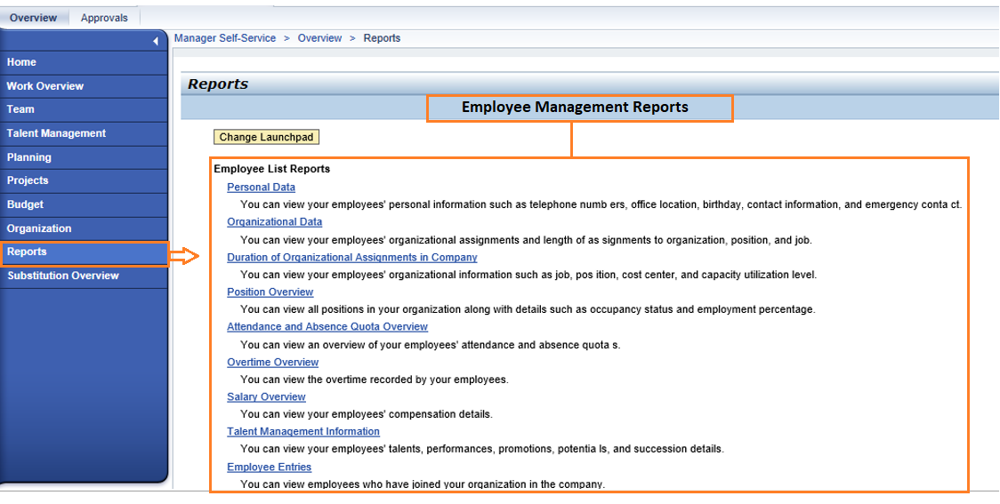 Overview Approvals
Manager Self-Service > Overview > Reports
Home
Work Overview
Team
Talent Management
Planning
Projects
Budget
Organization
Reports
Substitution Overview
Reports
Employee Management Reports
Change Launchpad
Employee List Reports
Personal Data
You can view your employees' personal information such as telephone numb ers, office location, birthday, contact information, and emergency conta ct.
Organizational Data
You can view your employees' organizational assignments and length of as signments to organization, position, and job.
Duration of Organizational Assignments in Company
You can view your employees' organizational information such as job, pos ition, cost center, and capacity utilization level.
Position Overview
You can view all positions in your organization along with details such as occupancy status and employment percentage.
Attendance and Absence Quota Overview
You can view an overview of your employees' attendance and absence quota s.
Overtime Overview
You can view the overtime recorded by your employees.
Salary Overview
You can view your employees' compensation details.
Talent Management Information
You can view your employees' talents, performances, promotions, potentia ls, and succession details.
Employee Entries
You can view employees who have joined your organization in the company.